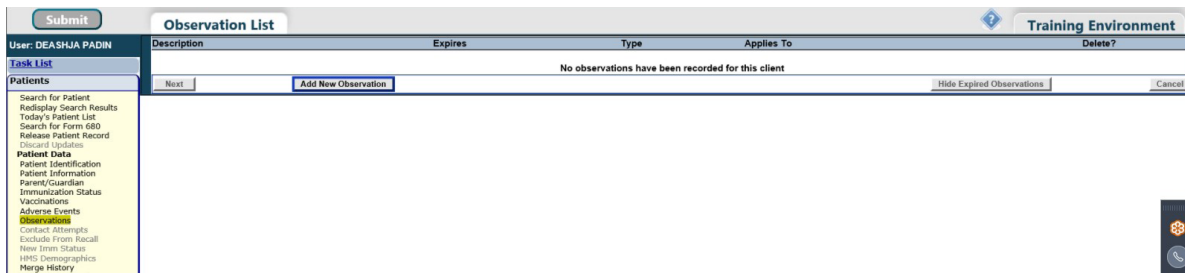 Submit
Observation List
?
Training Environment
User: DEASHJA PADIN
Description Expires Type Applies To Delete?
Task List
No observations have been recorded for this client
Patients
Next Add New Observation Hide Expired Observations Cancel
Search for Patient
Redisplay Search Results
Today's Patient List
Search for Form 680
Release Patient Record
Discard Updates
Patient Data
Patient Identification
Patient Information
Parent/Guardian
Immunization Status
Vaccinations
Adverse Events
Observations
Contact Attempts
Exclude From Recall
New Imm Status
HMS Demographics
Merge History